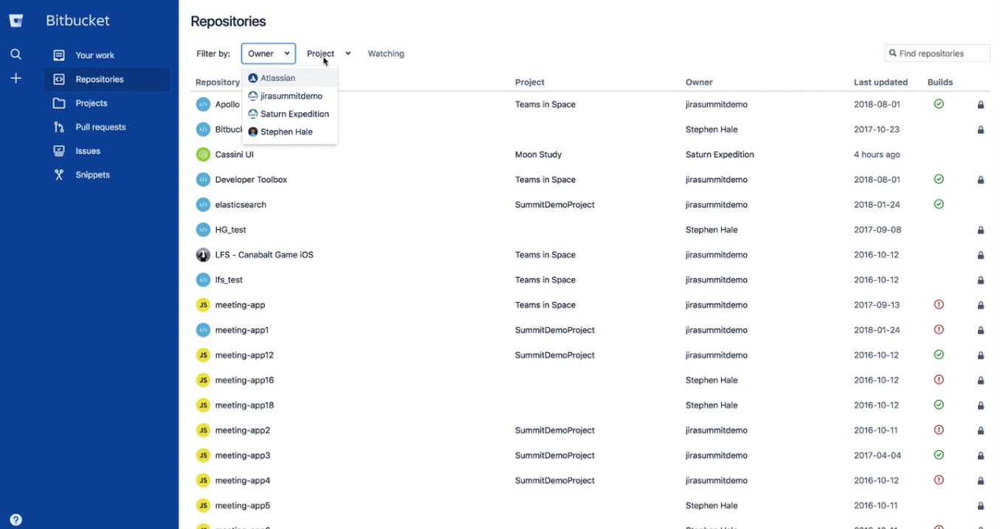 Bitbucket
Your work
Repositories
Projects
Pull requests
Issues
Snippets
Repositories
Filter by: Owner Project Watching
Find repositories
Atlassian
jirasummitdemo
Saturn Expedition
Stephen Hale
Repository Project Owner Last updated Builds
Apollo Teams in Space jirasummitdemo 2018-08-01
Stephen Hale 2017-10-23
Cassini UI Moon Study Saturn Expedition 4 hours ago
Developer Toolbox Teams in Space jirasummitdemo 2018-08-01
elasticsearch SummitDemoProject jirasummitdemo 2018-01-24
HG_test Stephen Hale 2017-09-08
LFS - Canabalt Game iOS Teams in Space jirasummitdemo 2016-10-12
lfs_test Teams in Space jirasummitdemo 2016-10-12
JS meeting-app Teams in Space jirasummitdemo 2017-09-13
meeting-app1 SummitDemoProject jirasummitdemo 2018-01-24
JS meeting-app12 SummitDemoProject jirasummitdemo 2016-10-12
JS meeting-app16 Stephen Hale 2016-10-12
JS meeting-app18 Stephen Hale 2016-10-12
JS meeting-app2 SummitDemoProject jirasummitdemo 2016-10-11
JS meeting-app3 SummitDemoProject jirasummitdemo 2017-04-04
JS meeting-app4 SummitDemoProject jirasummitdemo 2016-10-12
JS meeting-app5 Stephen Hale 2016-10-11